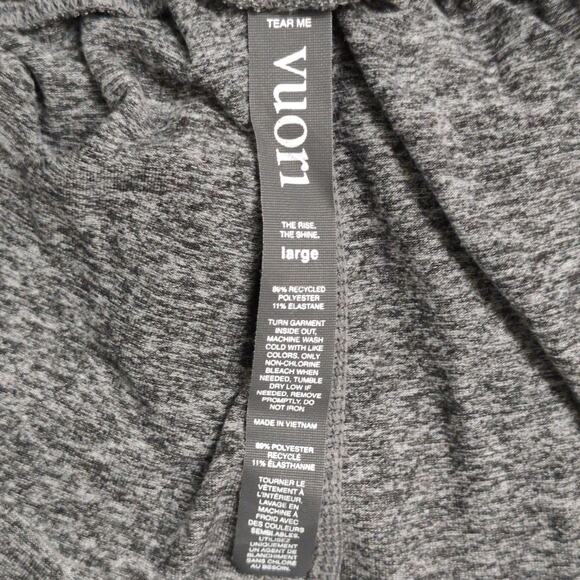 TEAR ME
vuori
THE RISE.
THE SHINE.
large
89% RECYCLED
POLYESTER
11% ELASTANE
TURN GARMENT
INSIDE OUT,
MACHINE WASH
COLD WITH LIKE
COLORS. ONLY
NON-CHLORINE
BLEACH WHEN
NEEDED, TUMBLE
DRY LOW IF
NEEDED, REMOVE
PROMPTLY, DO
NOT IRON
MADE IN VIETNAM
89% POLYESTER
RECYCLÉ
11% ÉLASTHANNE
TOURNER LE
VÊTEMENT À
L'INTÉRIEUR,
LAVAGE EN
MACHINE À
FROID AVEC
DES COULEURS
SEMBLABLES.
UTILISEZ
UNIQUEMENT
UN AGENT DE
BLANCHIMENT
SANS CHLORE
AU BESOIN